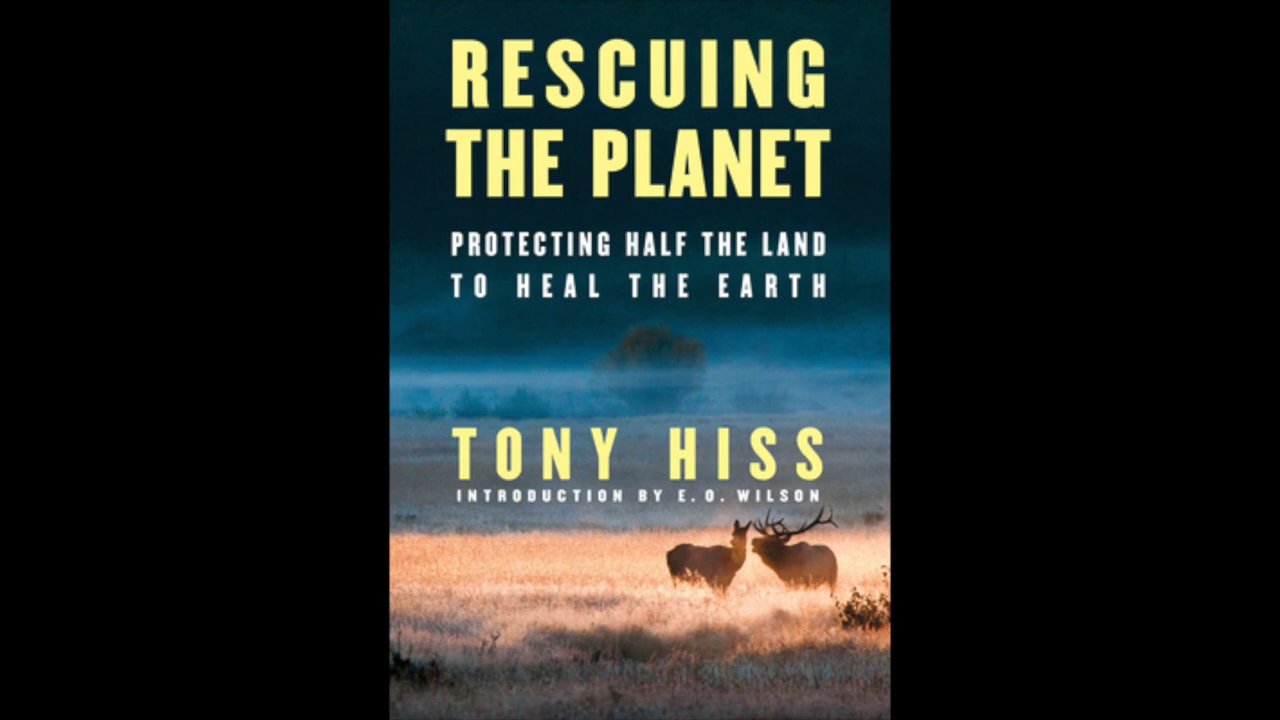 RESCUING
THE PLANET
PROTECTING HALF THE LAND
TO HEAL THE EARTH
TONY HISS
INTRODUCTION BY E. O. WILSON